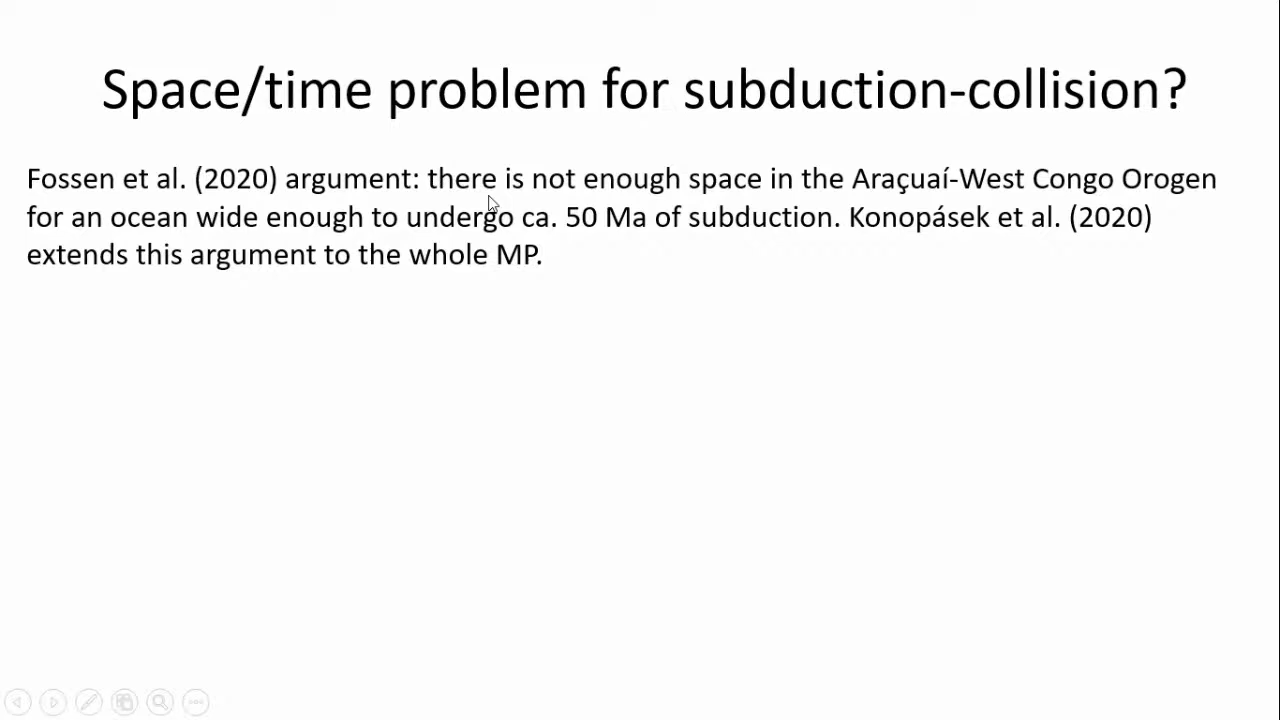 Space/time problem for subduction-collision?
Fossen et al. (2020) argument: there is not enough space in the Araçuaí-West Congo Orogen
for an ocean wide enough to undergo ca. 50 Ma of subduction. Konopásek et al. (2020)
extends this argument to the whole MP.